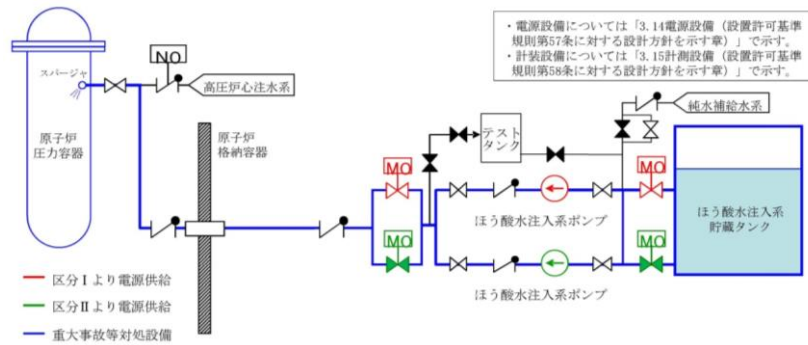 ・電源設備については「3.14電源設備（設置許可基準
規則第57条に対する設計方針を示す章）」で示す。
・計装設備については「3.15計測設備（設置許可基準
規則第58条に対する設計方針を示す章）」で示す。
NO
スパージャ
高圧炉心注水系
純水補給水系
テスト
タンク
原子炉
圧力容器
原子炉
格納容器
MO
MO
ほう酸水注入系ポンプ
ほう酸水注入系
貯蔵タンク
MO
MO
ほう酸水注入系ポンプ
区分Ⅰより電源供給
区分Ⅱより電源供給
重大事故等対処設備